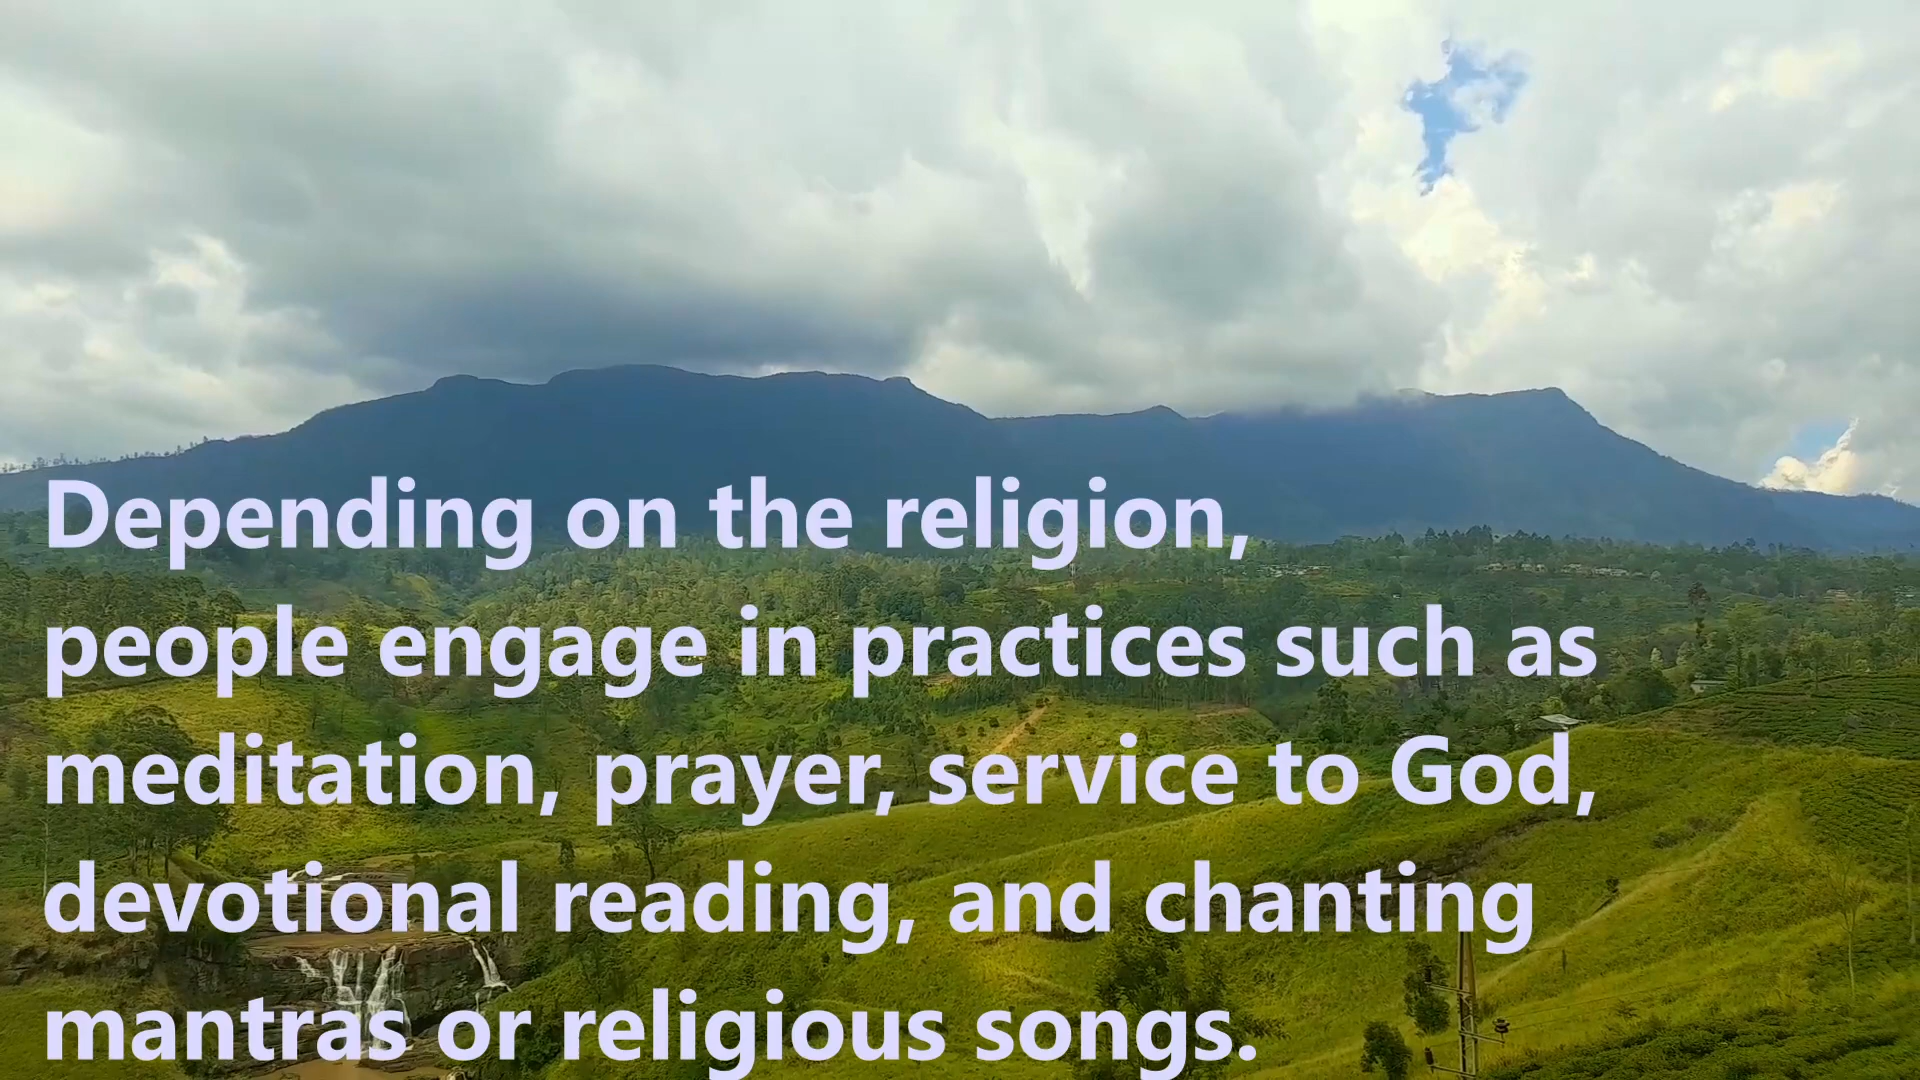 Depending on the religion,
people engage in practices such as
meditation, prayer, service to God,
devotional reading, and chanting
mantras or religious songs.